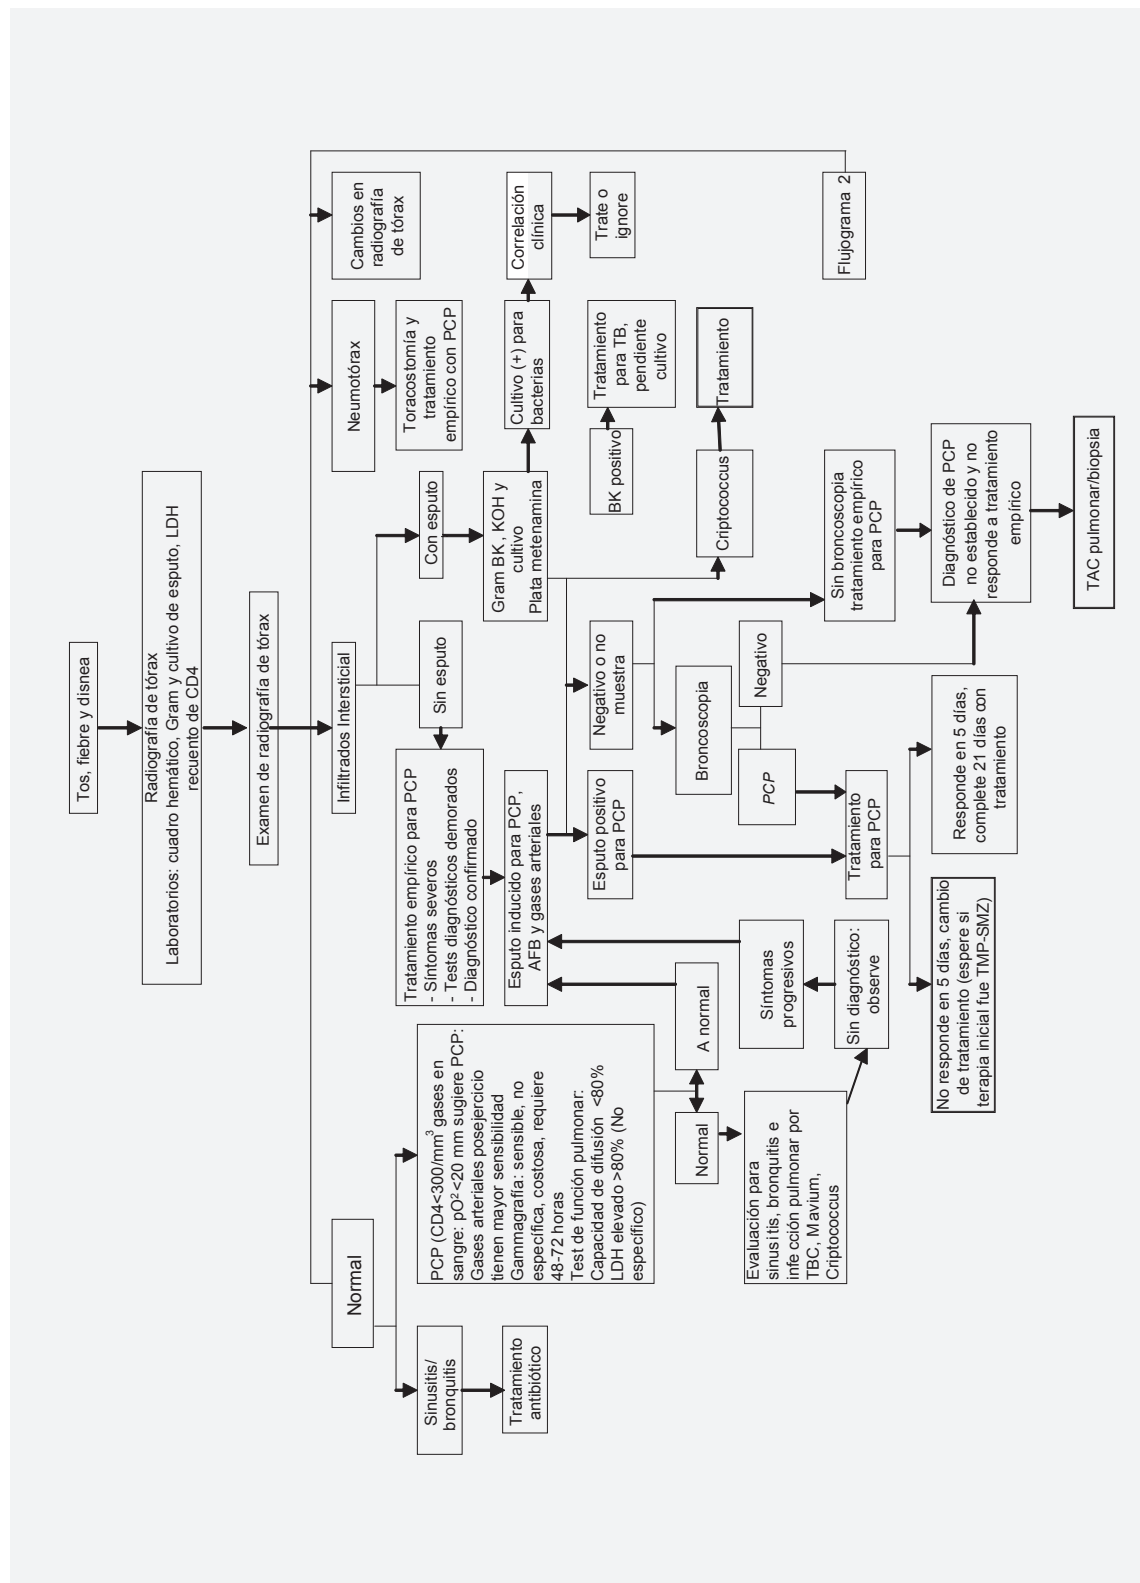 Tos, fiebre y disnea
Radiografía de tórax
Laboratorios: cuadro hemático, Gram y cultivo de esputo, LDH
recuento de CD4
Examen de radiografía de tórax
Normal
Infiltrados Intersticial
Neumotórax
Cambios en
radiografía
de tórax
Sinusitis/
bronquitis
Tratamiento
antibiótico
PCP (CD4<300/mm³ gases en
sangre: pO² <20 mm sugiere PCP:
Gases arteriales posejercicio
tienen mayor sensibilidad
Gammagrafía: sensible, no
específica, costosa, requiere
48-72 horas
Test de función pulmonar:
Capacidad de difusión <80%
LDH elevado >80% (No
específico)
Normal
A normal
Evaluación para
sinusitis, bronquitis e
infe cción pulmonar por
TBC, Mavium,
Criptococcus
Sin diagnóstico:
observe
Síntomas
progresivos
Sin esputo
Con esputo
Tratamiento empírico para PCP
- Síntomas severos
- Tests diagnósticos demorados
- Diagnóstico confirmado
Esputo inducido para PCP,
AFB y gases arteriales
Esputo positivo
para PCP
Negativo o no
muestra
Broncoscopia
PCP
Negativo
Tratamiento
para PCP
No responde en 5 días, cambio
de tratamiento (espere si
terapia inicial fue TMP-SMZ)
Responde en 5 días,
complete 21 días con
tratamiento
Toracostomía y
tratamiento
empírico con PCP
Gram BK, KOH y
cultivo
Plata metenamina
Cultivo (+) para
bacterias
Correlación
clínica
Trate o
ignore
BK positivo
Tratamiento
para TB,
pendiente
cultivo
Criptococcus
Tratamiento
Sin broncoscopia
tratamiento empírico
para PCP
Diagnóstico de PCP
no establecido y no
responde a tratamiento
empírico
TAC pulmonar/biopsia
Flujograma 2